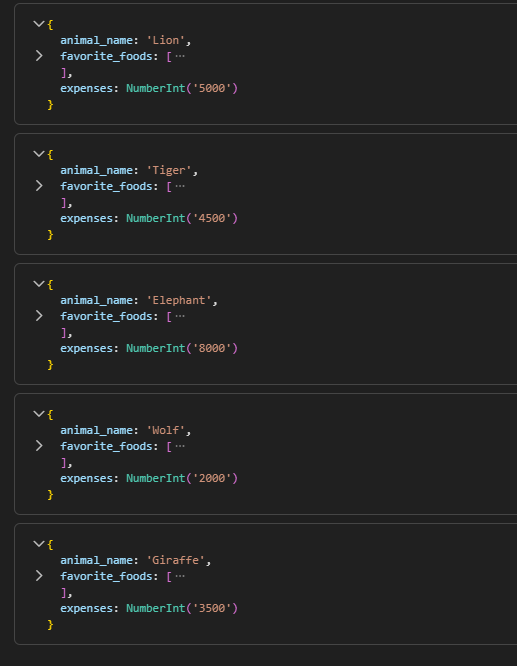 {
animal_name: 'Lion',
favorite_foods: [ ···
],
expenses: NumberInt('5000')
}
{
animal_name: 'Tiger',
favorite_foods: [ ···
],
expenses: NumberInt('4500')
}
{
animal_name: 'Elephant',
favorite_foods: [ ···
],
expenses: NumberInt('8000')
}
{
animal_name: 'Wolf',
favorite_foods: [ ···
],
expenses: NumberInt('2000')
}
{
animal_name: 'Giraffe',
favorite_foods: [ ···
],
expenses: NumberInt('3500')
}